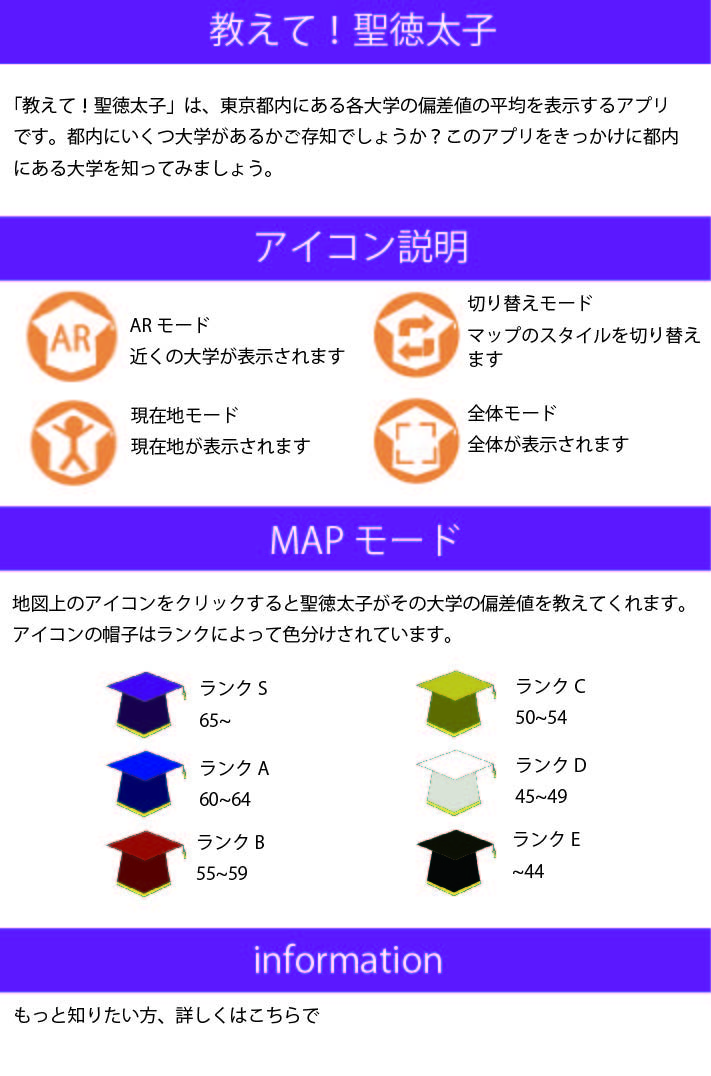 教えて！聖徳太子
「教えて！聖徳太子」は、東京都内にある各大学の偏差値の平均を表示するアプリ
です。都内にいくつ大学があるかご存知でしょうか？このアプリをきっかけに都内
にある大学を知ってみましょう。
アイコン説明
AR
AR モード
近くの大学が表示されます
切り替えモード
マップのスタイルを切り替え
ます
現在地モード
現在地が表示されます
全体モード
全体が表示されます
MAP モード
地図上のアイコンをクリックすると聖徳太子がその大学の偏差値を教えてくれます。
アイコンの帽子はランクによって色分けされています。
ランク S
65~
ランク C
50~54
ランク A
60~64
ランク D
45~49
ランク B
55~59
ランク E
~44
information
もっと知りたい方、詳しくはこちらで